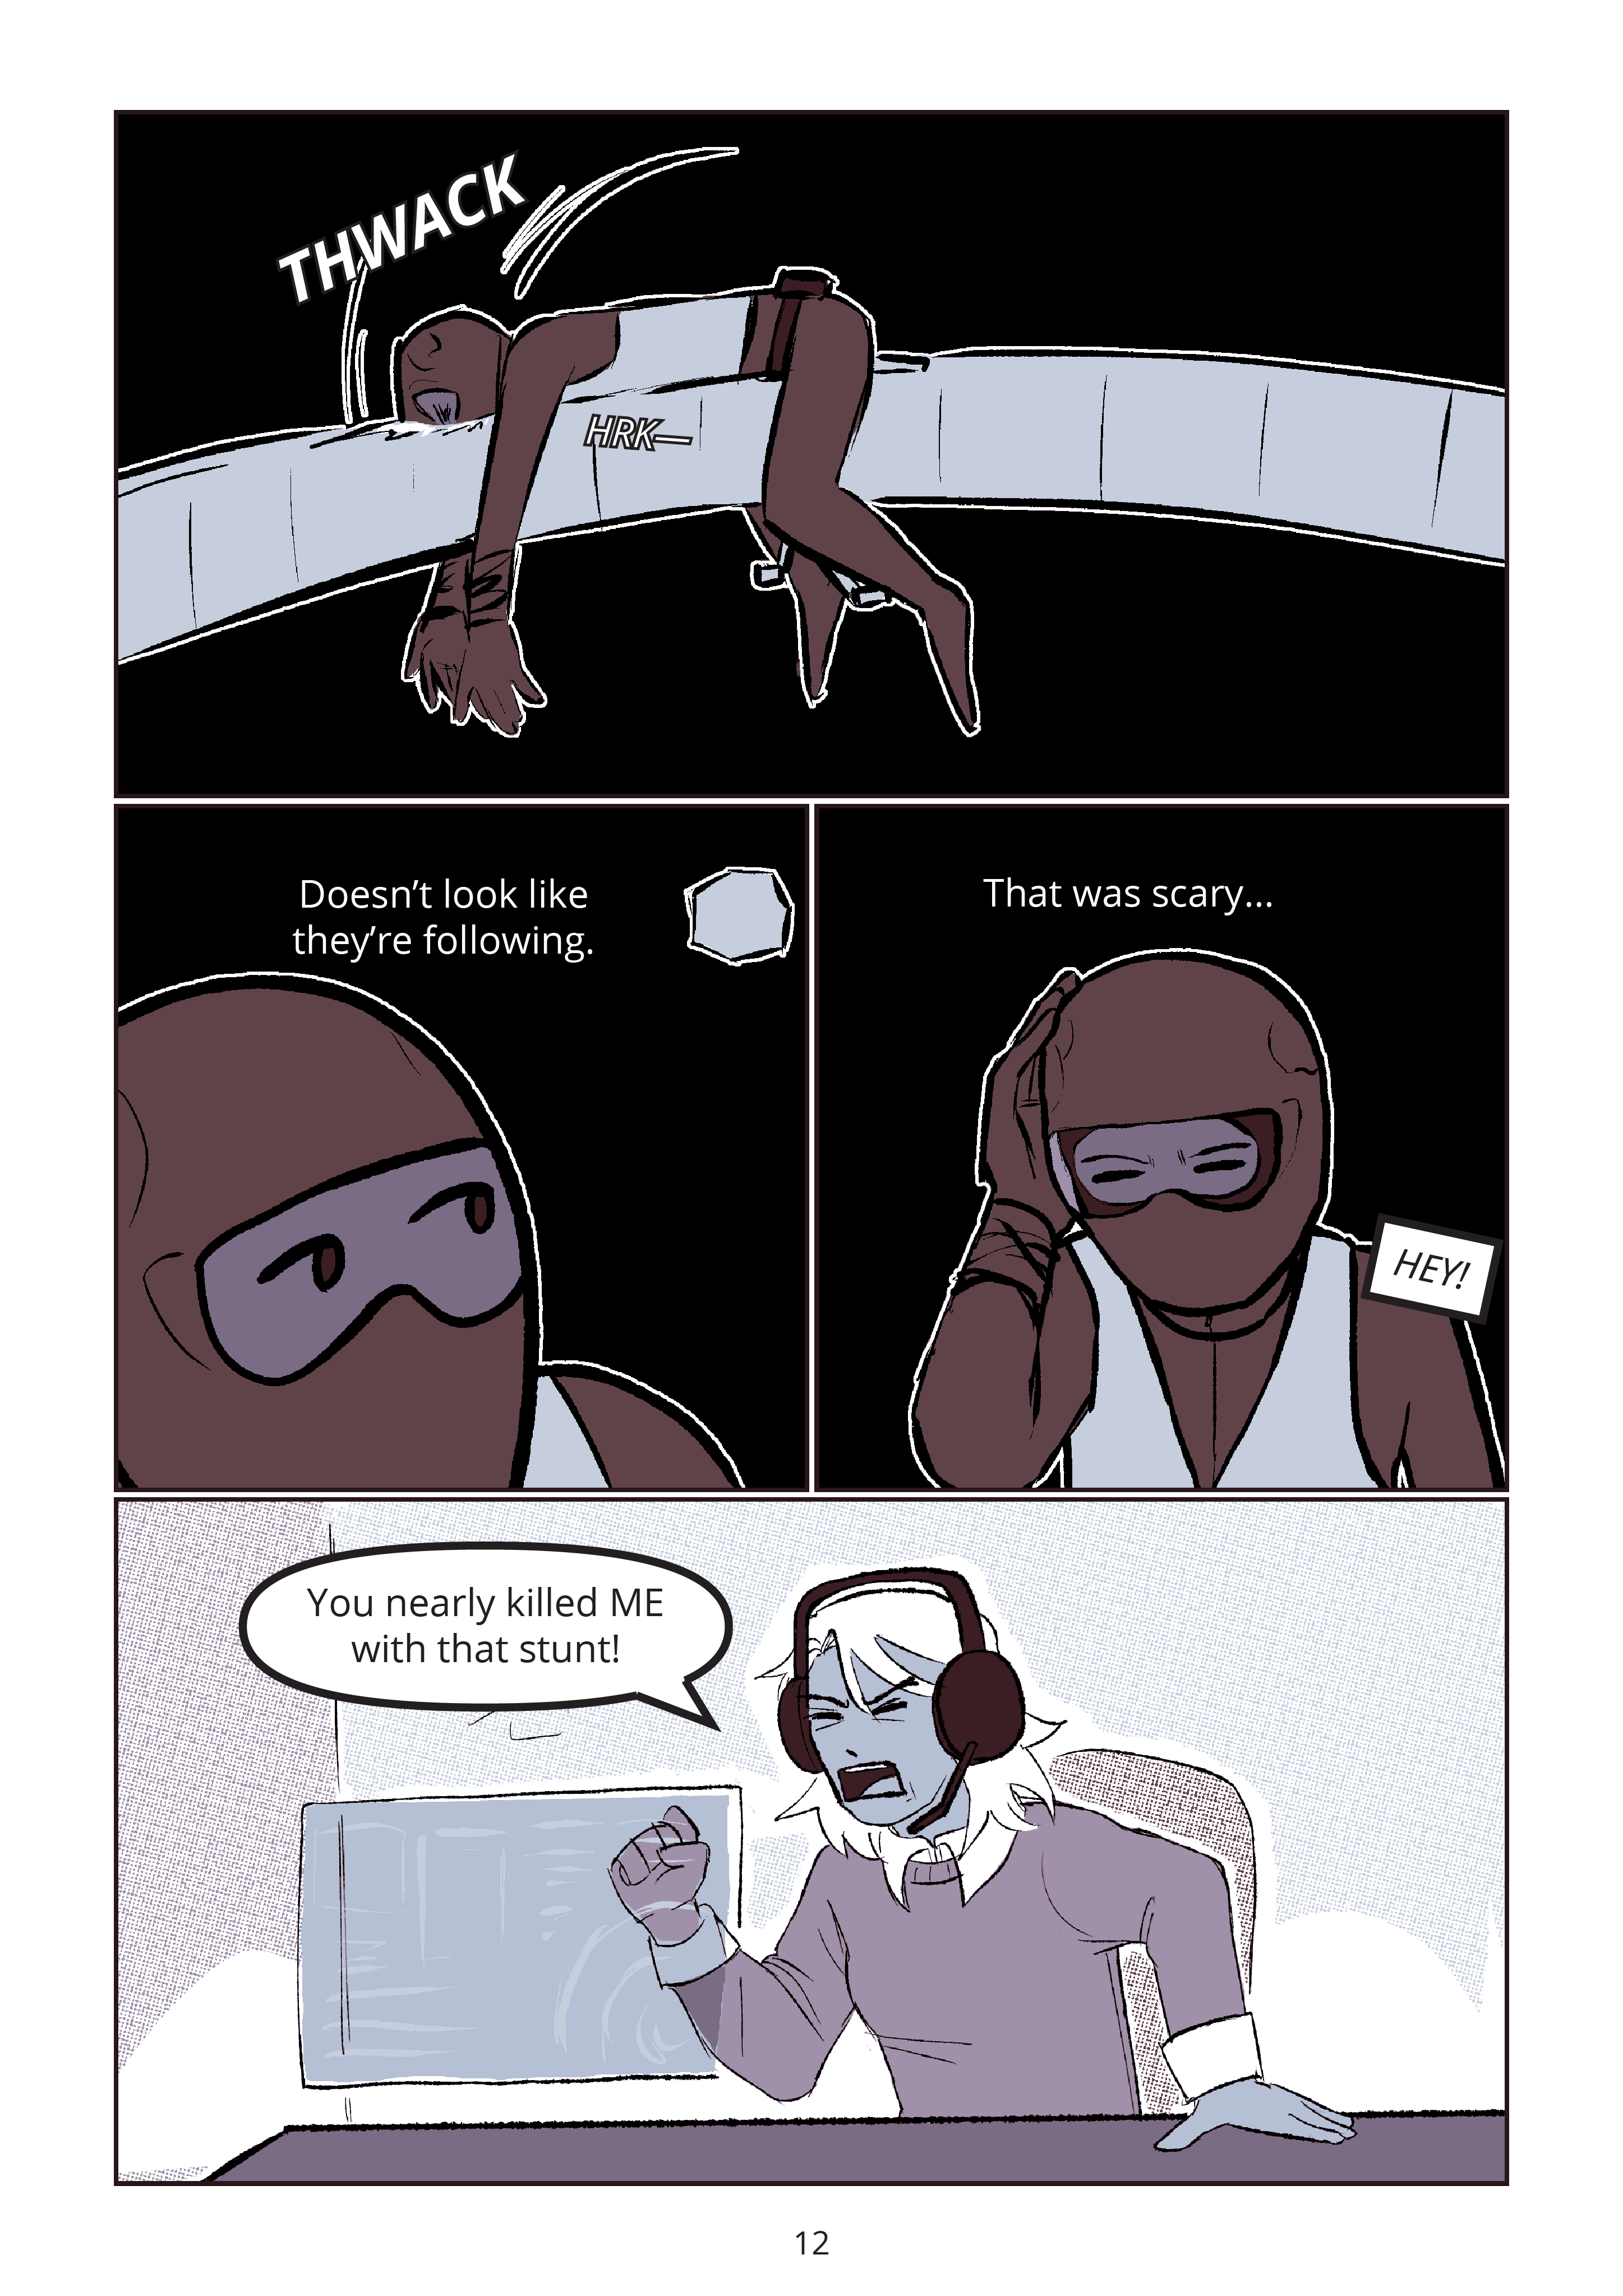 THWACK
HRK—
Doesn’t look like
they’re following.
That was scary...
HEY!
You nearly killed ME
with that stunt!
12